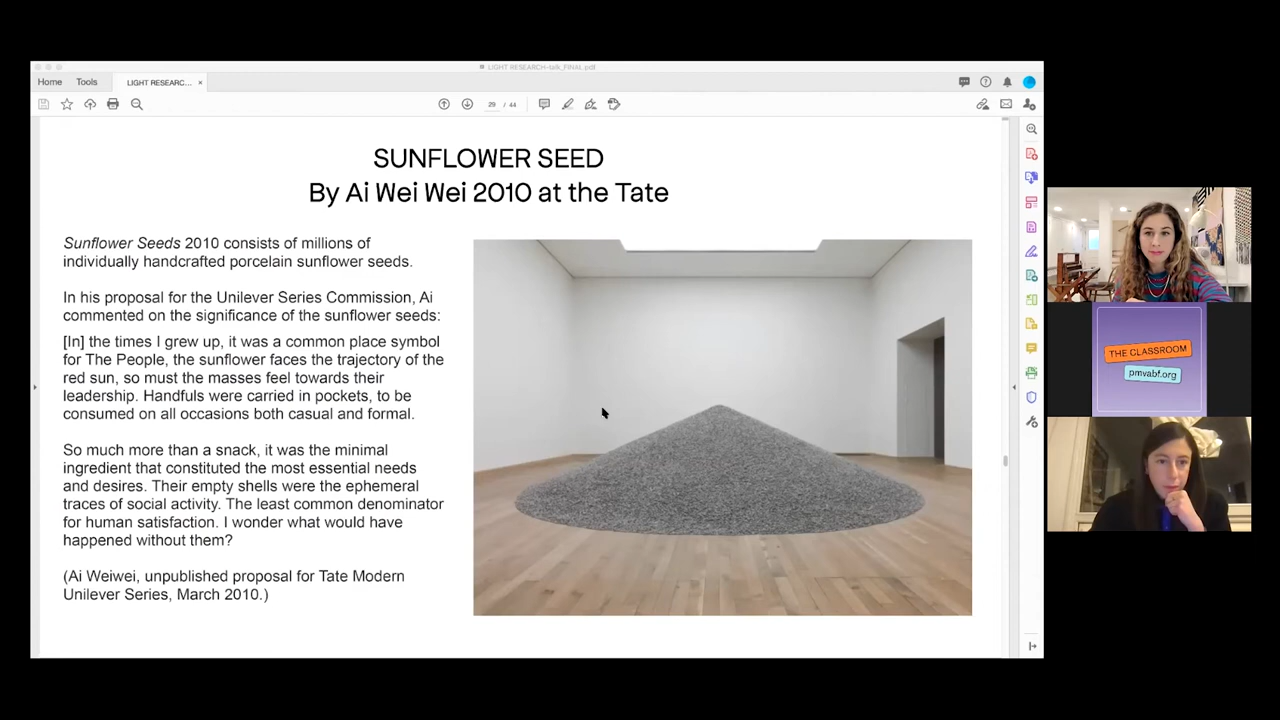 LIGHT RESEARCH-talk_FINAL.pdf
Home Tools LIGHT RESEARC... ×
29 / 44
SUNFLOWER SEED
By Ai Wei Wei 2010 at the Tate
Sunflower Seeds 2010 consists of millions of
individually handcrafted porcelain sunflower seeds.
In his proposal for the Unilever Series Commission, Ai
commented on the significance of the sunflower seeds:
[In] the times I grew up, it was a common place symbol
for The People, the sunflower faces the trajectory of the
red sun, so must the masses feel towards their
leadership. Handfuls were carried in pockets, to be
consumed on all occasions both casual and formal.
So much more than a snack, it was the minimal
ingredient that constituted the most essential needs
and desires. Their empty shells were the ephemeral
traces of social activity. The least common denominator
for human satisfaction. I wonder what would have
happened without them?
(Ai Weiwei, unpublished proposal for Tate Modern
Unilever Series, March 2010.)
THE CLASSROOM
pmvabf.org